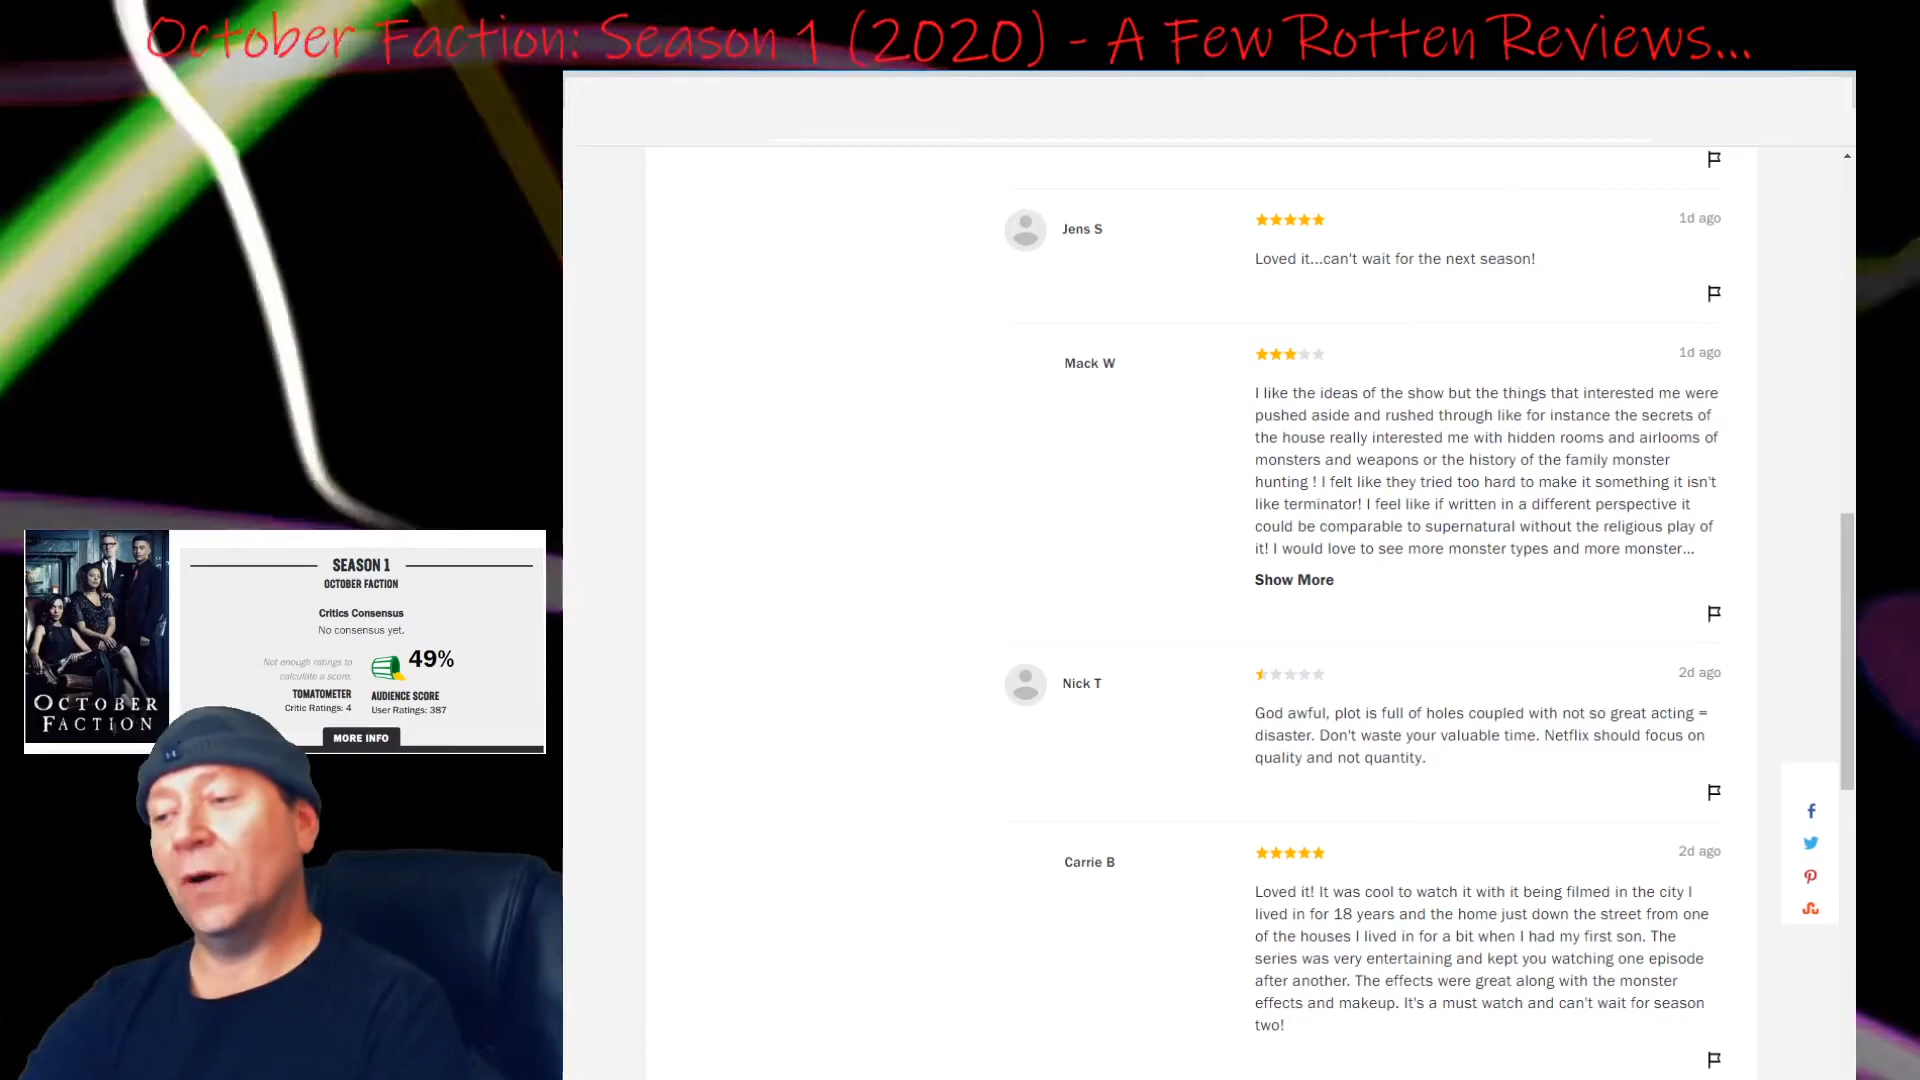 October Faction: Season 1 (2020) - A Few Rotten Reviews...
Jens S
1d ago
Loved it...can't wait for the next season!
Mack W
1d ago
I like the ideas of the show but the things that interested me were
pushed aside and rushed through like for instance the secrets of
the house really interested me with hidden rooms and airlooms of
monsters and weapons or the history of the family monster
hunting ! I felt like they tried too hard to make it something it isn't
like terminator! I feel like if written in a different perspective it
could be comparable to supernatural without the religious play of
it! I would love to see more monster types and more monster...
Show More
Nick T
2d ago
God awful, plot is full of holes coupled with not so great acting =
disaster. Don't waste your valuable time. Netflix should focus on
quality and not quantity.
Carrie B
2d ago
Loved it! It was cool to watch it with it being filmed in the city I
lived in for 18 years and the home just down the street from one
of the houses I lived in for a bit when I had my first son. The
series was very entertaining and kept you watching one episode
after another. The effects were great along with the monster
effects and makeup. It's a must watch and can't wait for season
two!
OCTOBER
FACTION
SEASON 1
OCTOBER FACTION
Critics Consensus
No consensus yet.
Not enough ratings to
calculate a score.
TOMATOMETER
Critic Ratings: 4
49%
AUDIENCE SCORE
User Ratings: 387
MORE INFO